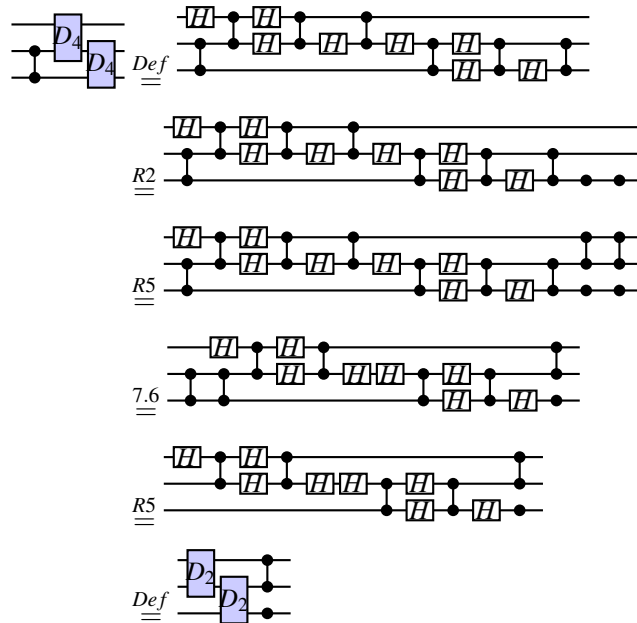 D₄ H H
D₄ H H H H
Def = H H
H H
H H H H
R2 = H H
H H
H H H H
R5 = H H
H H
H H H H
7.6 = H H
H H
H H H H
R5 = H H
D₂
Def = D₂